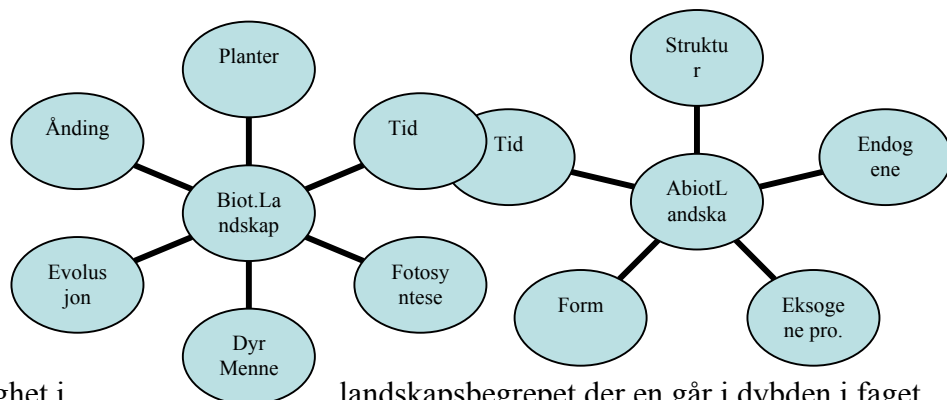 Planter
Ånding
Tid
Biot.La
ndskap
Evolus
jon
Fotosy
ntese
Dyr
Menne
Struktu
r
Tid
Endog
ene
AbiotL
andska
Form
Eksoge
ne pro.
landskapsbegrepet der en går i dybden i faget